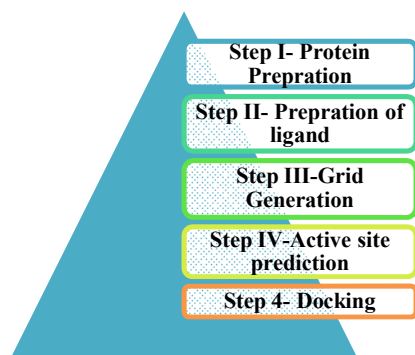 Step I- Protein
Prepration
Step II- Prepration of
ligand
Step III-Grid
Generation
Step IV-Active site
prediction
Step 4- Docking